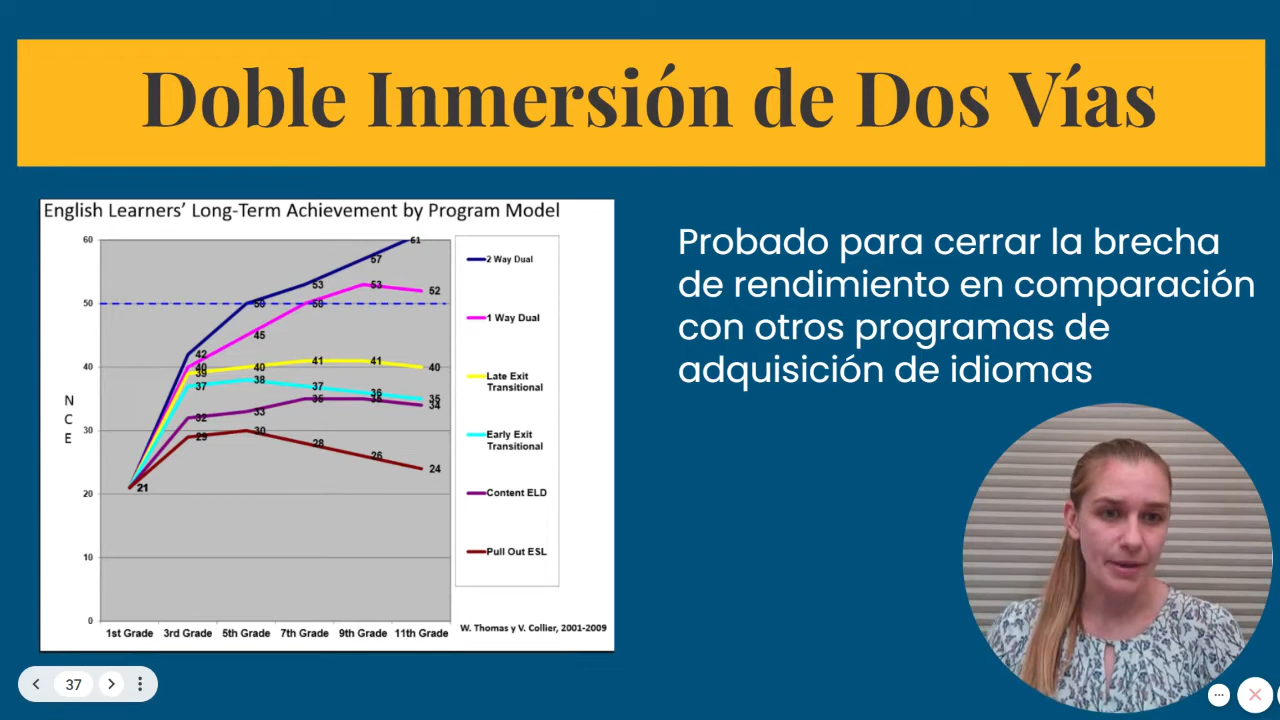 Doble Inmersión de Dos Vías
English Learners' Long-Term Achievement by Program Model
60
50
40
30
20
10
0
N
C
E
61
57
53
50
42
21
53
52
58
45
40
41
41
40
40
39
38
37
37
36
35
35
35
34
33
32
30
29
28
26
24
2 Way Dual
1 Way Dual
Late Exit
Transitional
Early Exit
Transitional
Content ELD
Pull Out ESL
1st Grade 3rd Grade 5th Grade 7th Grade 9th Grade 11th Grade
W. Thomas y V. Collier, 2001-2009
Probado para cerrar la brecha
de rendimiento en comparación
con otros programas de
adquisición de idiomas
37